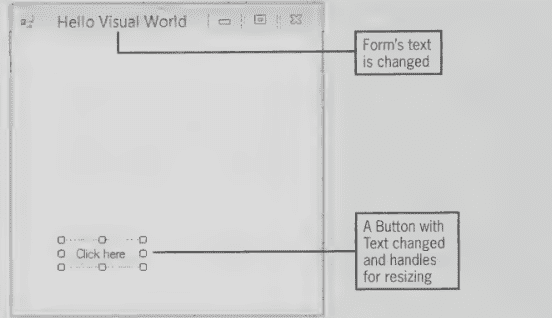 Hello Visual World
Form's text
is changed
Click here
A Button with
Text changed
and handles
for resizing